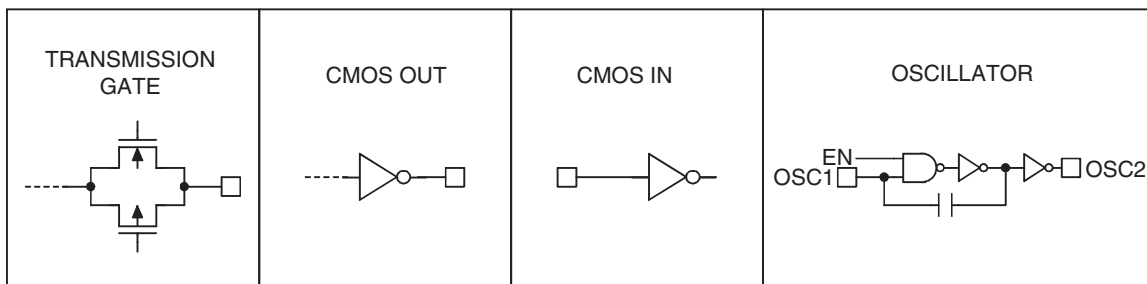 TRANSMISSION
GATE
CMOS OUT
CMOS IN
OSCILLATOR
EN
OSC1
OSC2